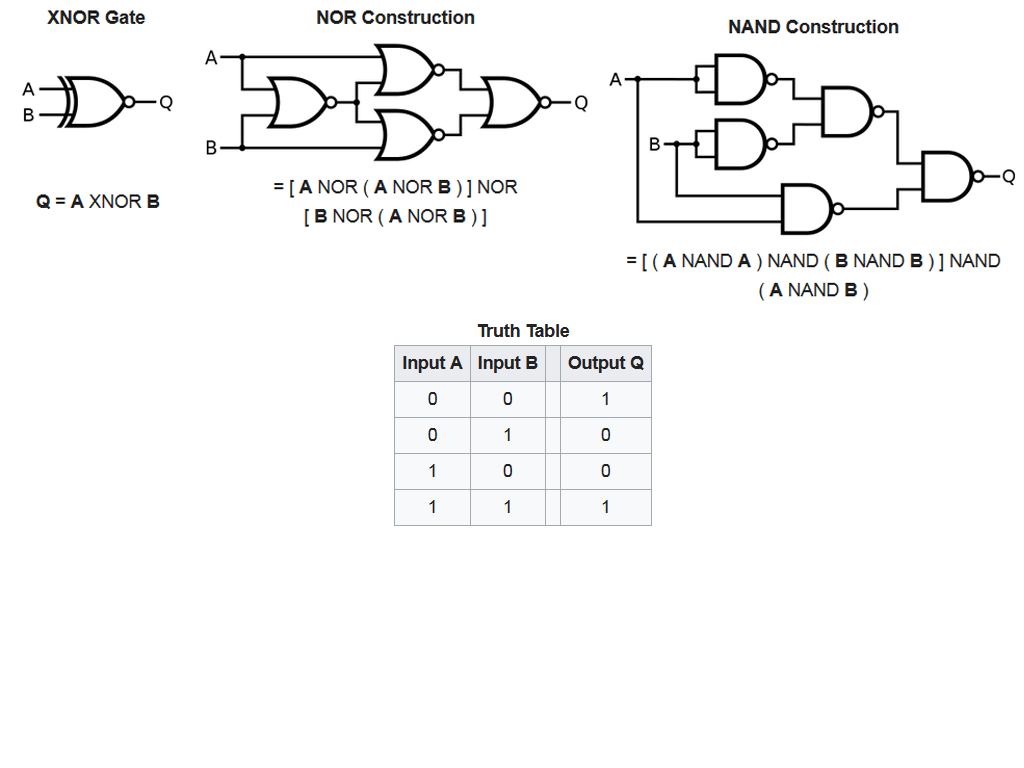 XNOR Gate
A
B
Q
Q = A XNOR B
NOR Construction
A
B
Q
= [ A NOR ( A NOR B ) ] NOR
[ B NOR ( A NOR B ) ]
NAND Construction
A
B
Q
= [ ( A NAND A ) NAND ( B NAND B ) ] NAND
( A NAND B )
Truth Table
Input A Input B Output Q
0 0 1
0 1 0
1 0 0
1 1 1